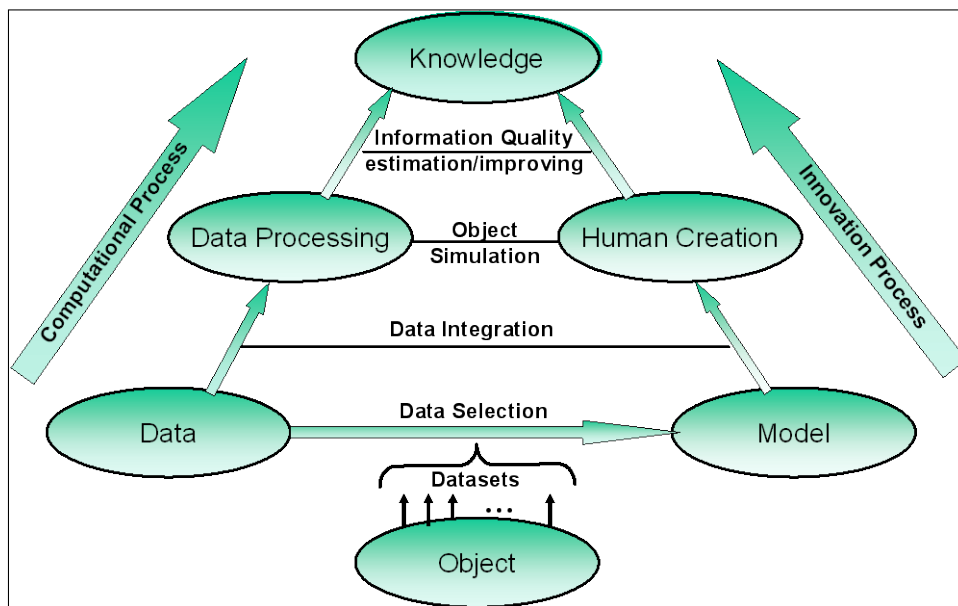 Knowledge
Information Quality
estimation/improving
Computational Process
Innovation Process
Data Processing
Object
Simulation
Human Creation
Data Integration
Data Selection
Data
Model
Datasets
...
Object